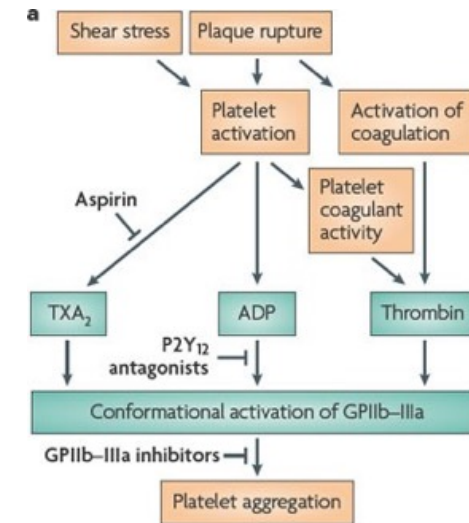 a
Shear stress
Plaque rupture
Platelet
activation
Activation of
coagulation
Platelet
coagulant
activity
Aspirin
TXA₂
ADP
Thrombin
P2Y₁₂
antagonists
Conformational activation of GPIIb–IIIa
GPIIb–IIIa inhibitors
Platelet aggregation